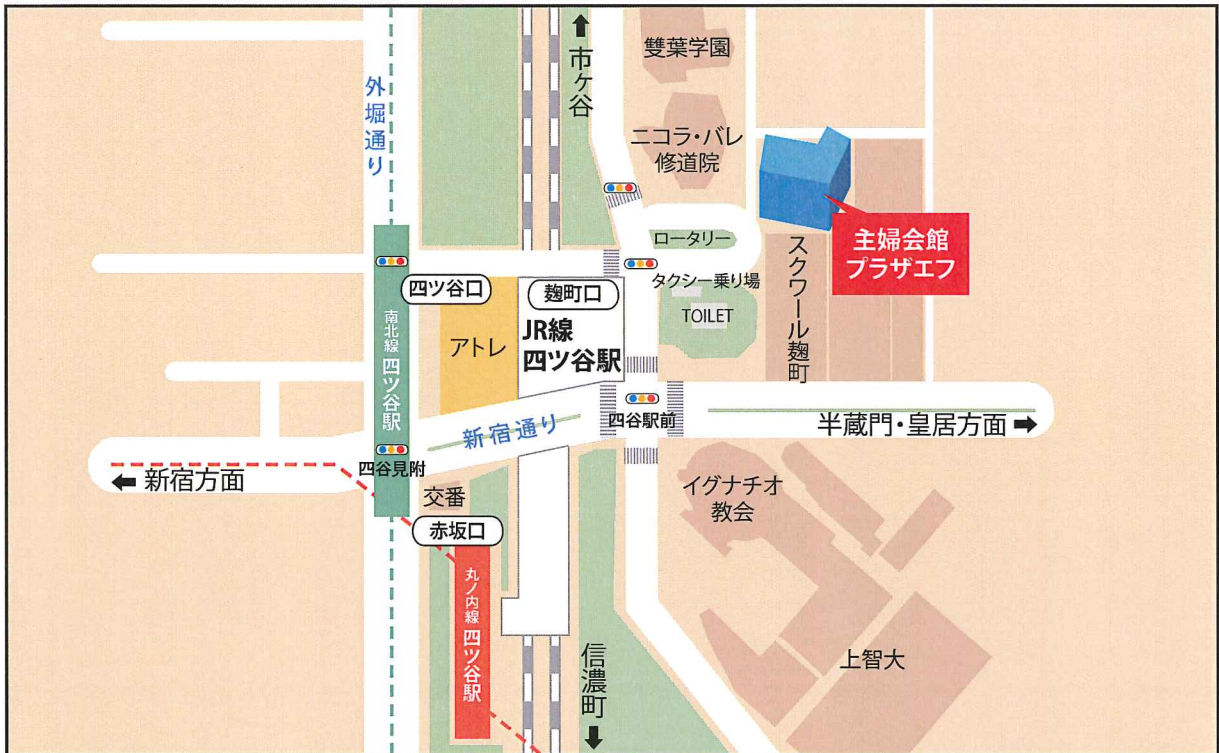 市ヶ谷
雙葉学園
外堀通り
ニコラ・バレ
修道院
主婦会館
プラザエフ
ロータリー
タクシー乗り場
TOILET
スクワール麹町
四ツ谷口
麹町口
JR線
四ツ谷駅
アトレ
南北線 四ツ谷駅
新宿通り
四谷駅前
半蔵門・皇居方面
四谷見附
新宿方面
交番
赤坂口
イグナチオ
教会
丸ノ内線 四ツ谷駅
信濃町
上智大